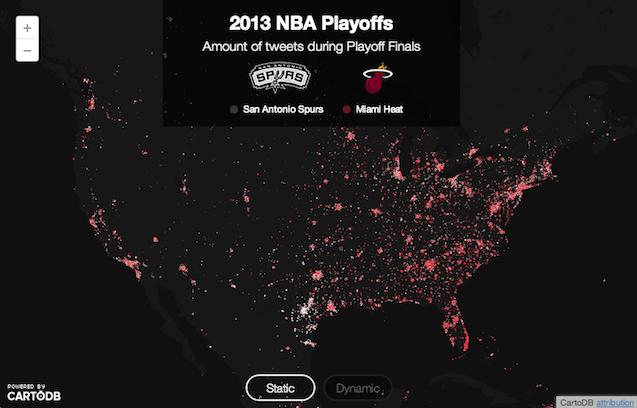 +
−
2013 NBA Playoffs
Amount of tweets during Playoff Finals
SAN ANTONIO
SPURS
San Antonio Spurs
Miami Heat
Static
Dynamic
POWERED BY
CARTODB
CartoDB attribution